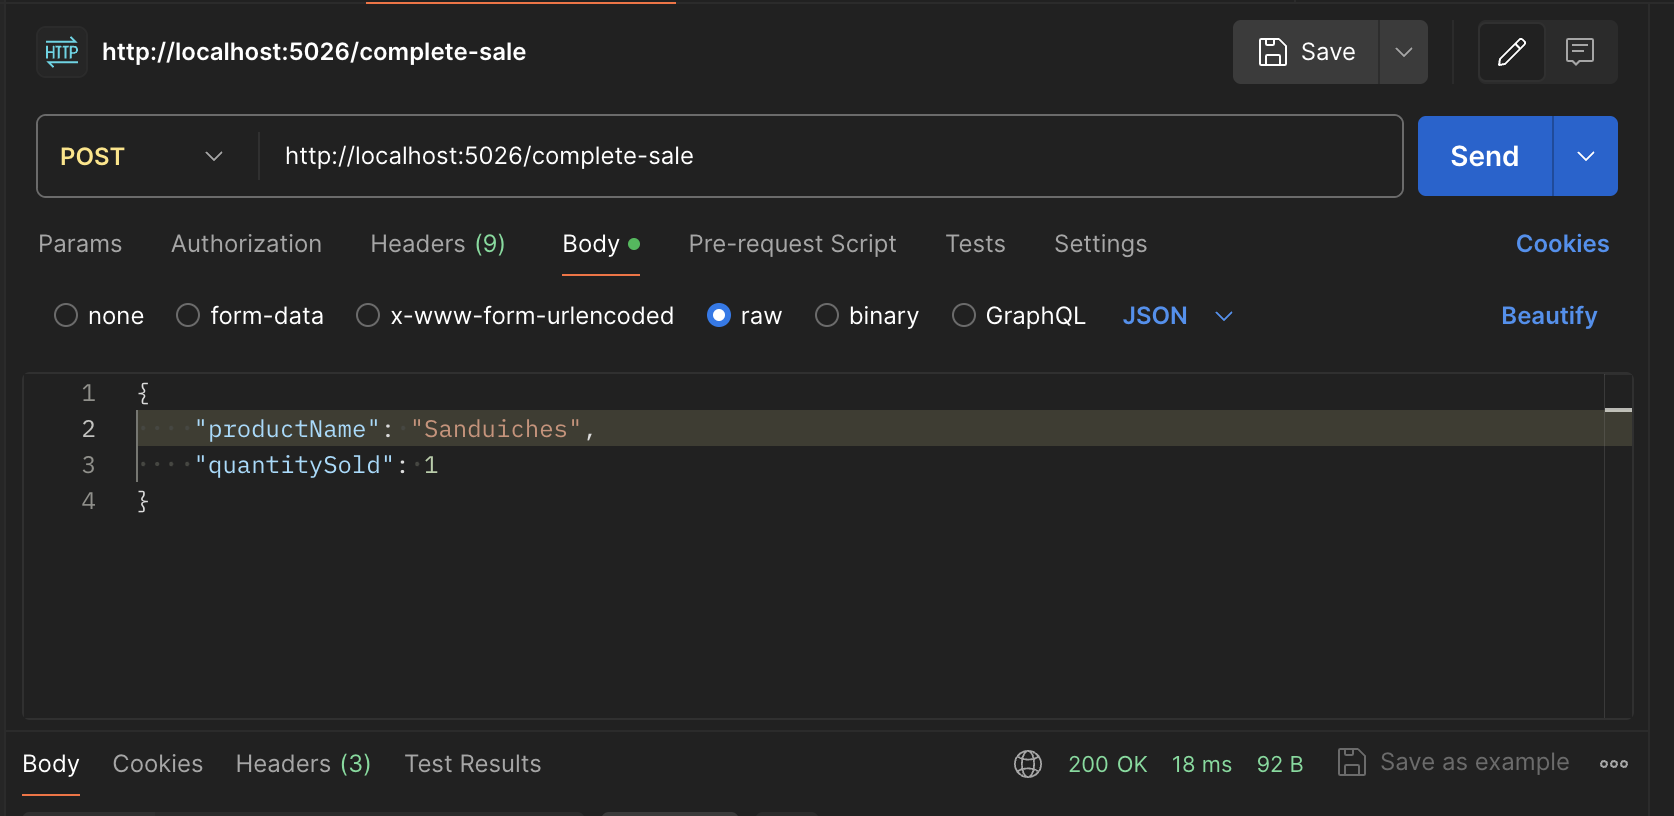 HTTP http://localhost:5026/complete-sale Save
POST http://localhost:5026/complete-sale Send
Params Authorization Headers (9) Body Pre-request Script Tests Settings Cookies
none form-data x-www-form-urlencoded raw binary GraphQL JSON Beautify
1 {
2 "productName": "Sanduiches",
3 "quantitySold": 1
4 }
Body Cookies Headers (3) Test Results 200 OK 18 ms 92 B Save as example